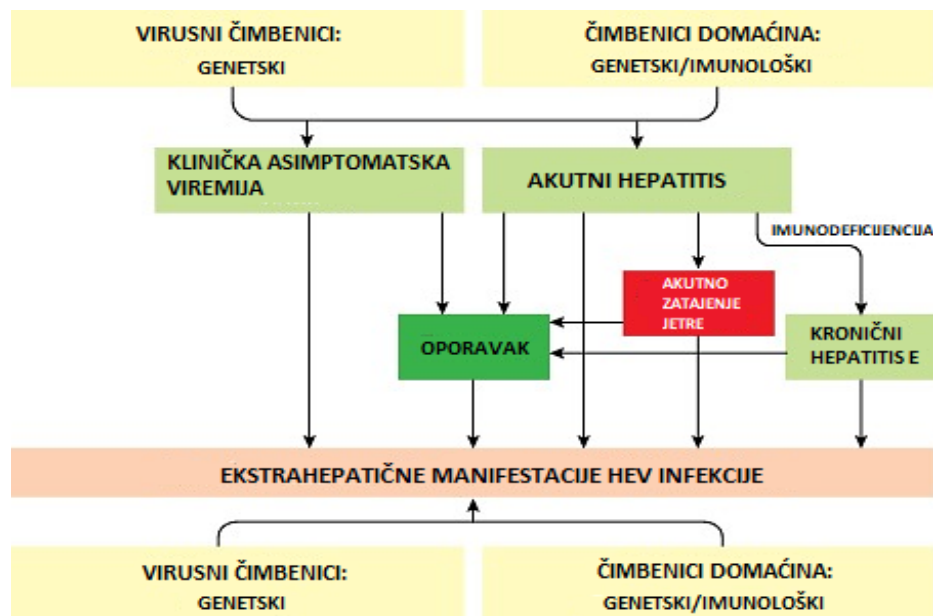 VIRUSNI ČIMBENICI:
GENETSKI
ČIMBENICI DOMAĆINA:
GENETSKI/IMUNOLOŠKI
KLINIČKA ASIMPTOMATSKA
VIREMIJA
AKUTNI HEPATITIS
IMUNODEFICIJENCIJA
AKUTNO
ZATAJENJE
JETRE
OPORAVAK
KRONIČNI
HEPATITIS E
EKSTRAHEPATIČNE MANIFESTACIJE HEV INFEKCIJE
VIRUSNI ČIMBENICI:
GENETSKI
ČIMBENICI DOMAĆINA:
GENETSKI/IMUNOLOŠKI